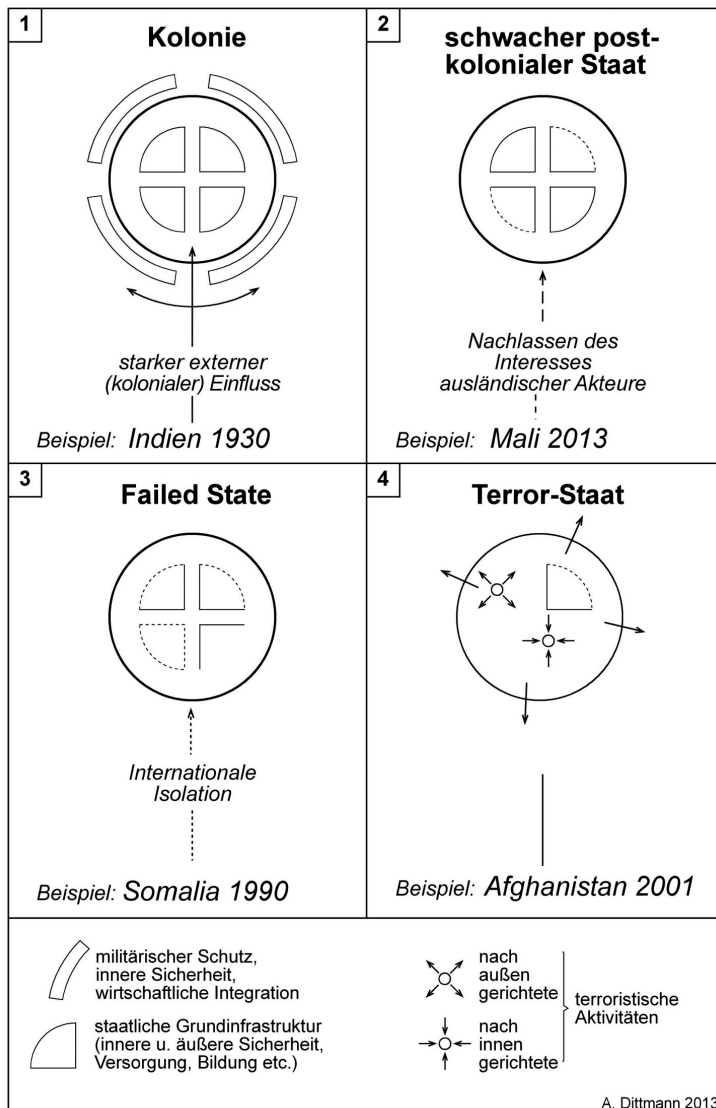 1
Kolonie
starker externer
(kolonialer) Einfluss
Beispiel: Indien 1930
2
schwacher post-
kolonialer Staat
Nachlassen des
Interesses
ausländischer Akteure
Beispiel: Mali 2013
3
Failed State
Internationale
Isolation
Beispiel: Somalia 1990
4
Terror-Staat
Beispiel: Afghanistan 2001
militärischer Schutz,
innere Sicherheit,
wirtschaftliche Integration
staatliche Grundinfrastruktur
(innere u. äußere Sicherheit,
Versorgung, Bildung etc.)
nach
außen
gerichtete
nach
innen
gerichtete
terroristische
Aktivitäten
A. Dittmann 2013